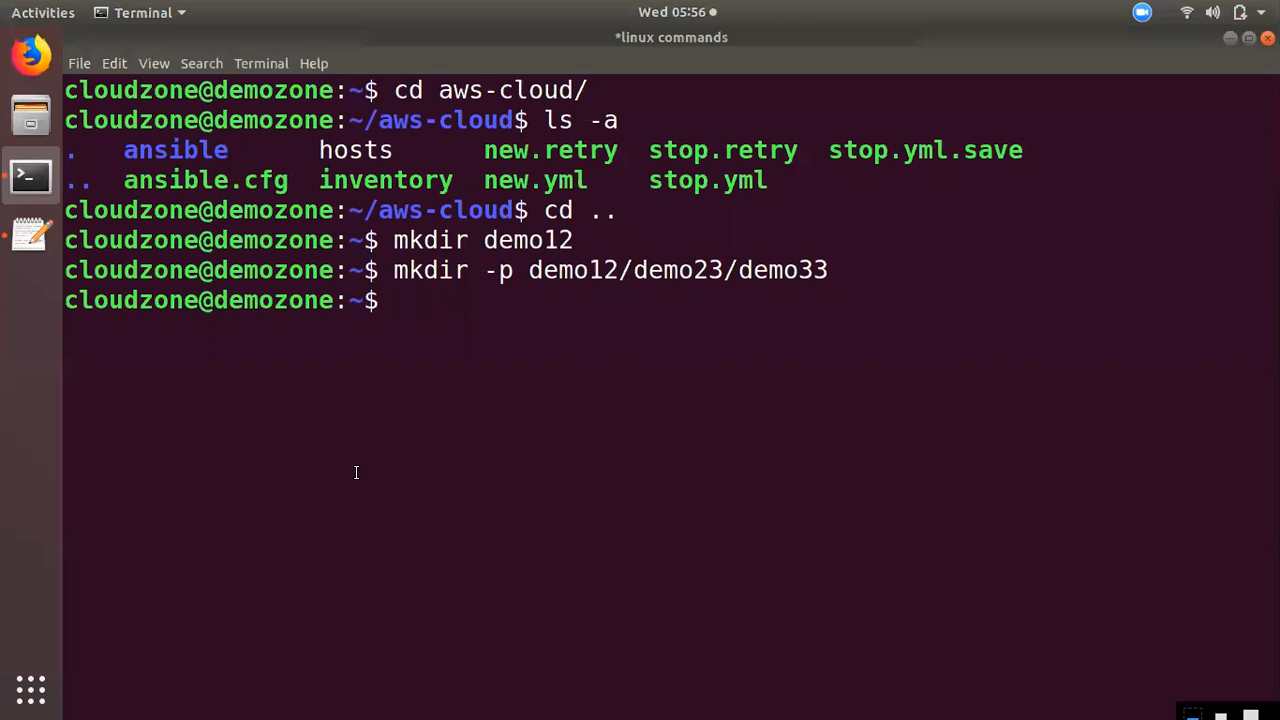 Activities Terminal Wed 05:56
*linux commands
File Edit View Search Terminal Help
cloudzone@demozone:~$ cd aws-cloud/
cloudzone@demozone:~/aws-cloud$ ls -a
. ansible hosts new.retry stop.retry stop.yml.save
.. ansible.cfg inventory new.yml stop.yml
cloudzone@demozone:~/aws-cloud$ cd ..
cloudzone@demozone:~$ mkdir demo12
cloudzone@demozone:~$ mkdir -p demo12/demo23/demo33
cloudzone@demozone:~$